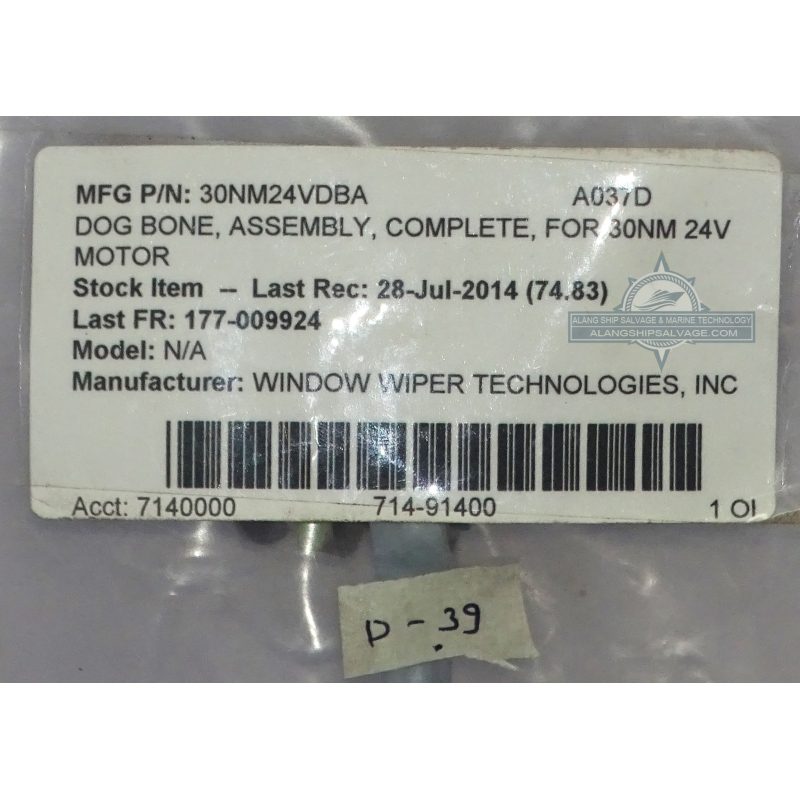 MFG P/N: 30NM24VDBA A037D
DOG BONE, ASSEMBLY, COMPLETE, FOR 30NM 24V
MOTOR
Stock Item -- Last Rec: 28-Jul-2014 (74.83)
Last FR: 177-009924
ALANG SHIP SALVAGE & MARINE TECHNOLOGY
ALANGSHIPSALVAGE.COM
Model: N/A
Manufacturer: WINDOW WIPER TECHNOLOGIES, INC
Acct: 7140000 714-91400 1 OI
D - 39